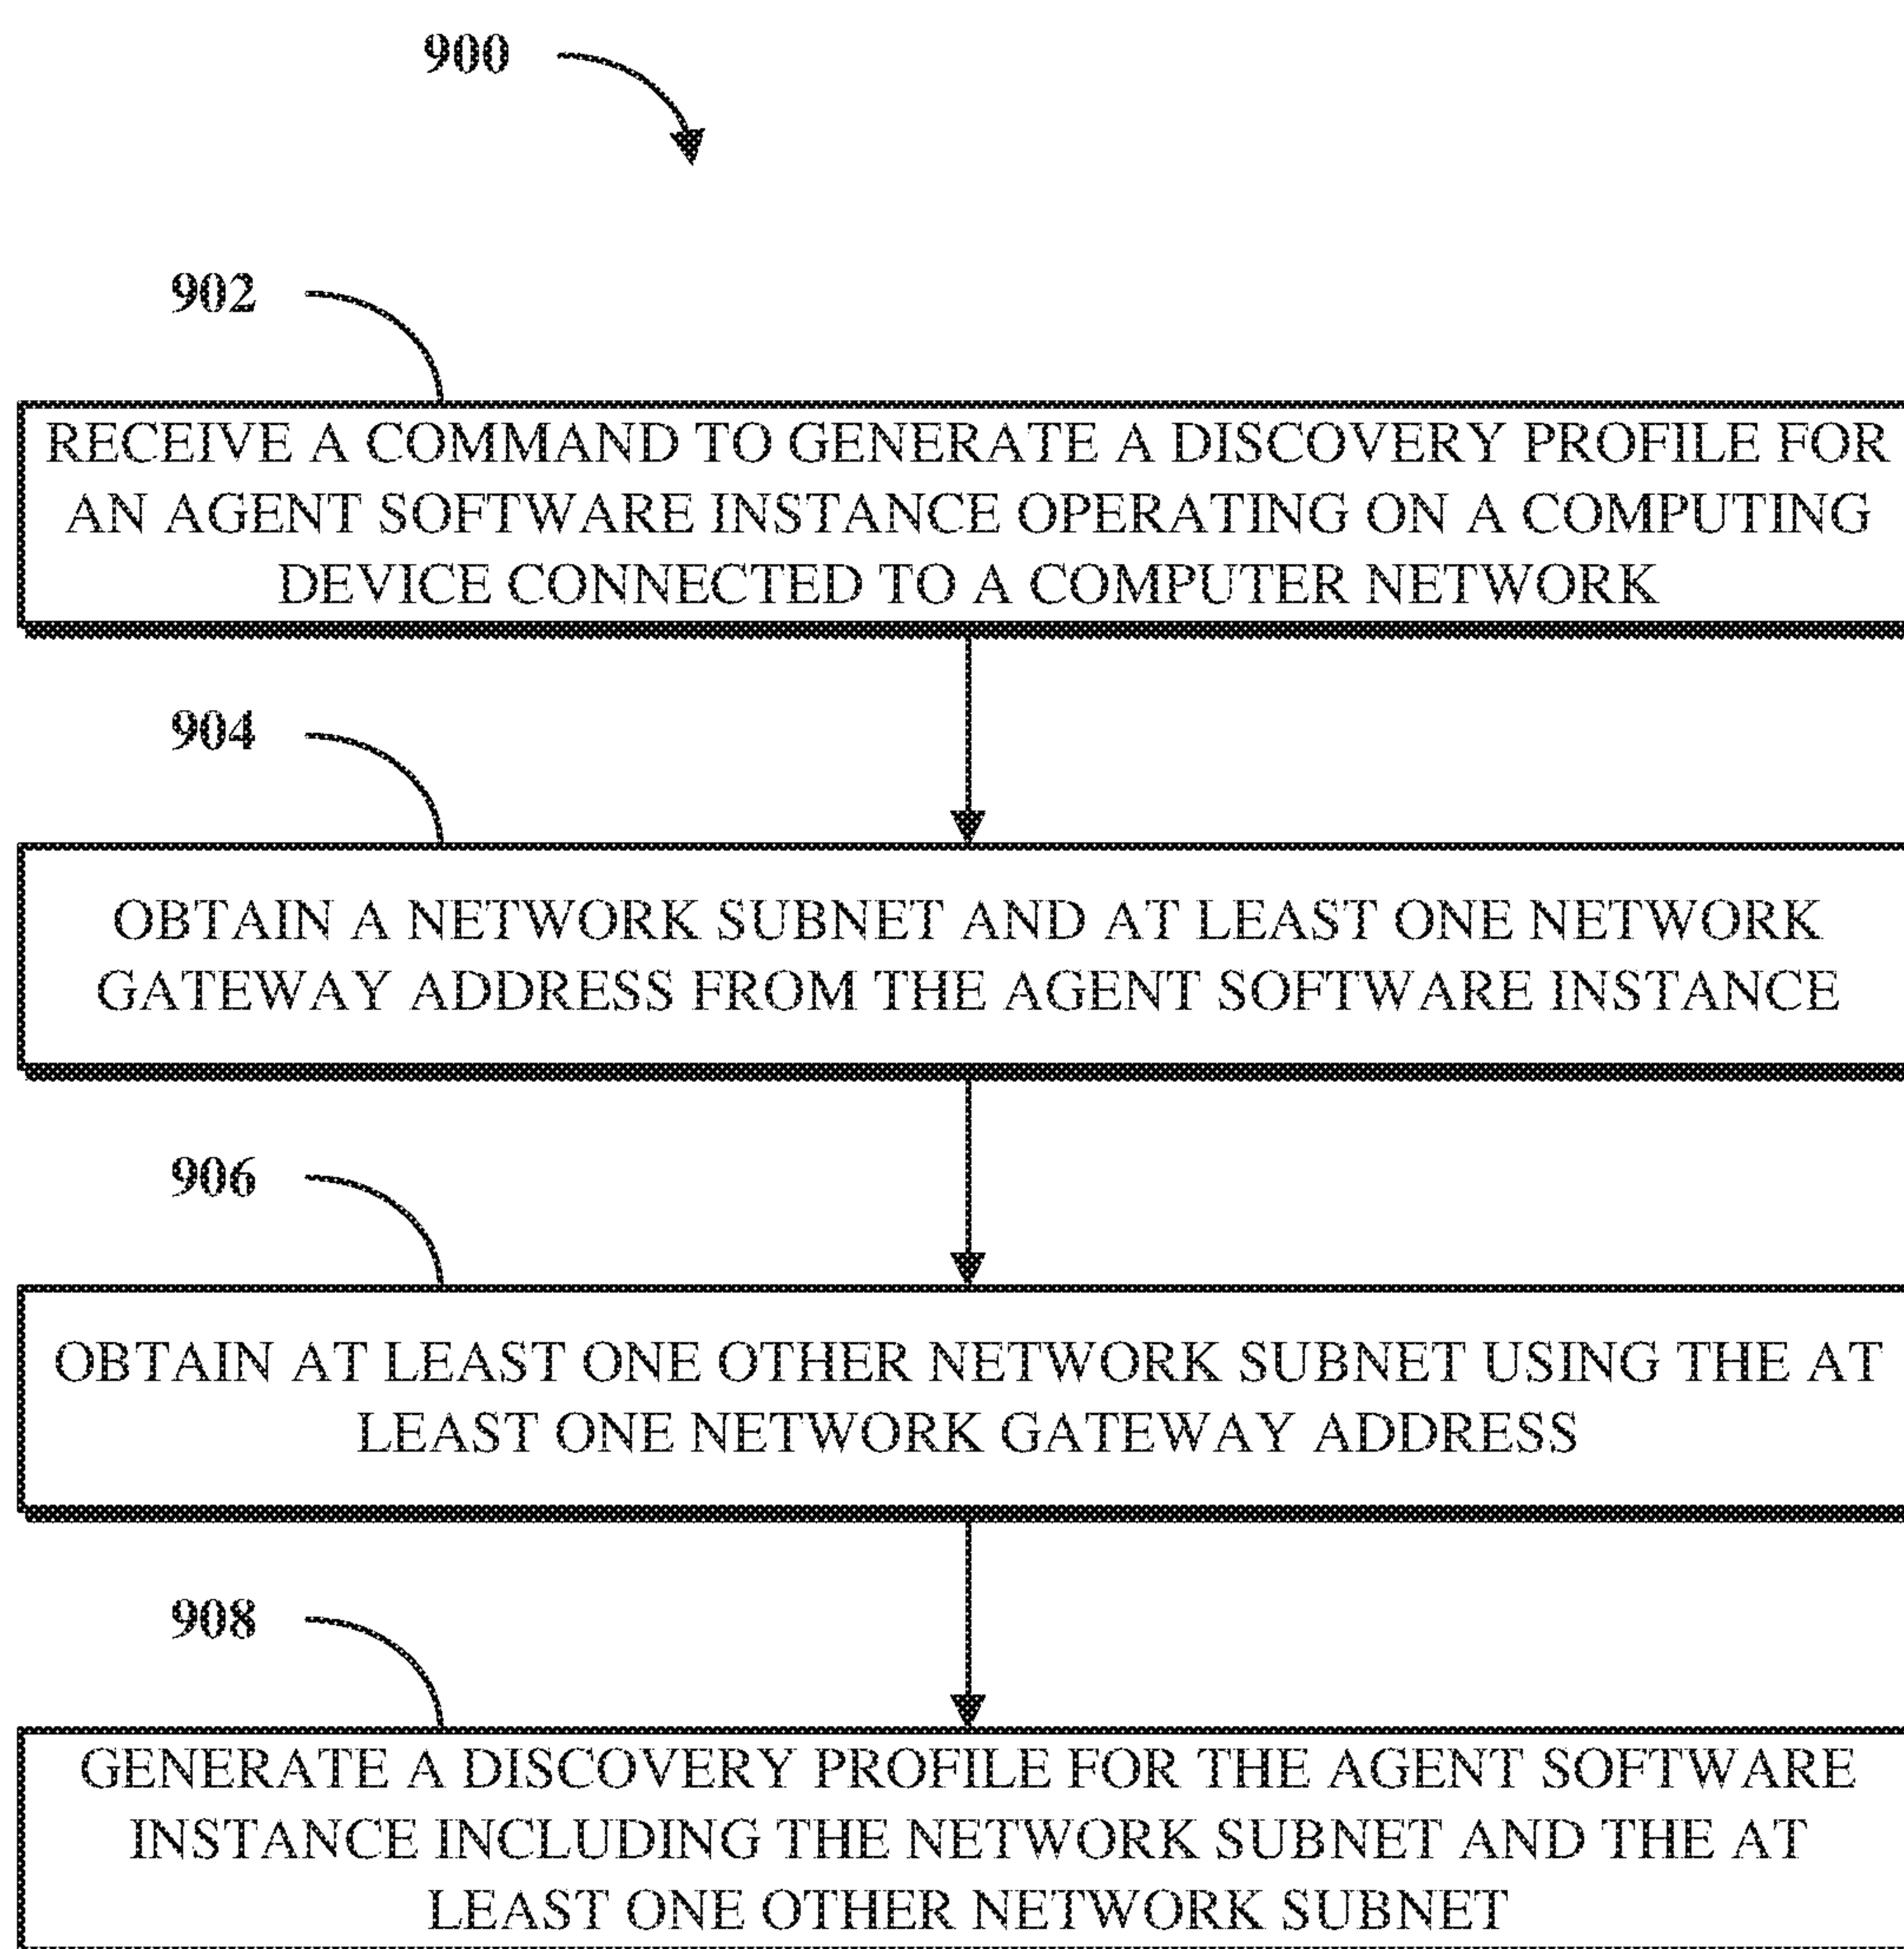 900
902
RECEIVE A COMMAND TO GENERATE A DISCOVERY PROFILE FOR
AN AGENT SOFTWARE INSTANCE OPERATING ON A COMPUTING
DEVICE CONNECTED TO A COMPUTER NETWORK
904
OBTAIN A NETWORK SUBNET AND AT LEAST ONE NETWORK
GATEWAY ADDRESS FROM THE AGENT SOFTWARE INSTANCE
906
OBTAIN AT LEAST ONE OTHER NETWORK SUBNET USING THE AT
LEAST ONE NETWORK GATEWAY ADDRESS
908
GENERATE A DISCOVERY PROFILE FOR THE AGENT SOFTWARE
INSTANCE INCLUDING THE NETWORK SUBNET AND THE AT
LEAST ONE OTHER NETWORK SUBNET